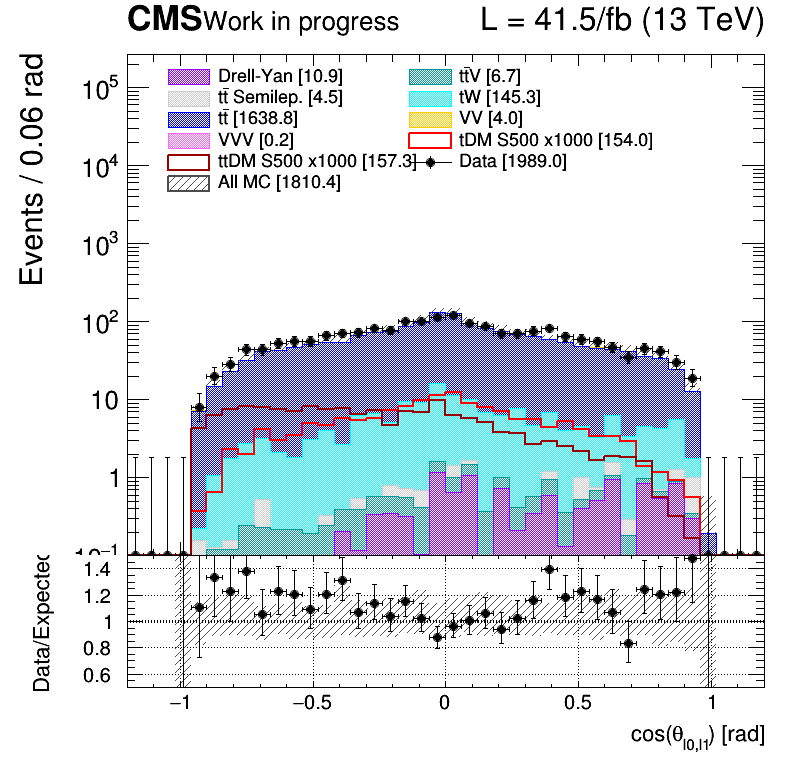 CMS Work in progress L = 41.5/fb (13 TeV)
Drell-Yan [10.9] tt̄V [6.7]
tt̄ Semilep. [4.5] tW [145.3]
tt̄ [1638.8] VV [4.0]
VVV [0.2] tDM S500 x1000 [154.0]
ttDM S500 x1000 [157.3] Data [1989.0]
All MC [1810.4]
Events / 0.06 rad
10⁵
10⁴
10³
10²
10
1
10⁻¹
Data/Expected
1.4
1.2
1
0.8
0.6
−1 −0.5 0 0.5 1
cos(θ_l0,l1) [rad]